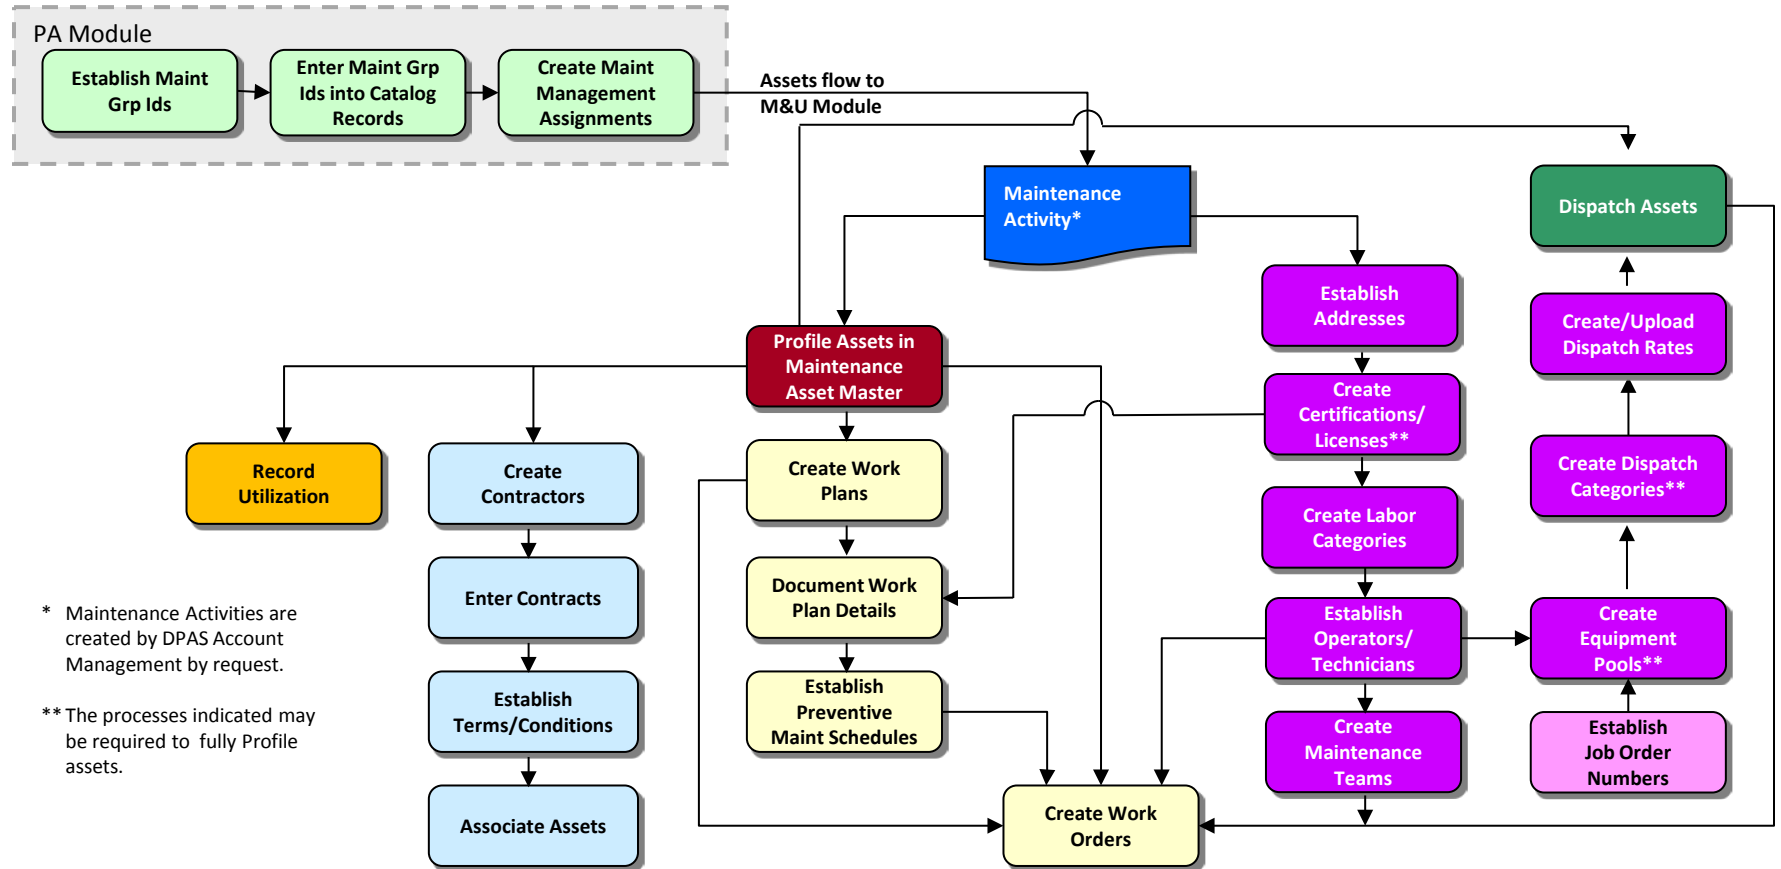 PA Module
Establish Maint
Grp Ids
Enter Maint Grp
Ids into Catalog
Records
Create Maint
Management
Assignments
Assets flow to
M&U Module
Maintenance
Activity*
Dispatch Assets
Establish
Addresses
Create/Upload
Dispatch Rates
Profile Assets in
Maintenance
Asset Master
Create
Certifications/
Licenses**
Record
Utilization
Create
Contractors
Create Work
Plans
Create Dispatch
Categories**
Create Labor
Categories
Enter Contracts
Document Work
Plan Details
Establish
Operators/
Technicians
Create
Equipment
Pools**
* Maintenance Activities are
created by DPAS Account
Management by request.
Establish
Terms/Conditions
Establish
Preventive
Maint Schedules
Create
Maintenance
Teams
Establish
Job Order
Numbers
** The processes indicated may
be required to fully Profile
assets.
Associate Assets
Create Work
Orders